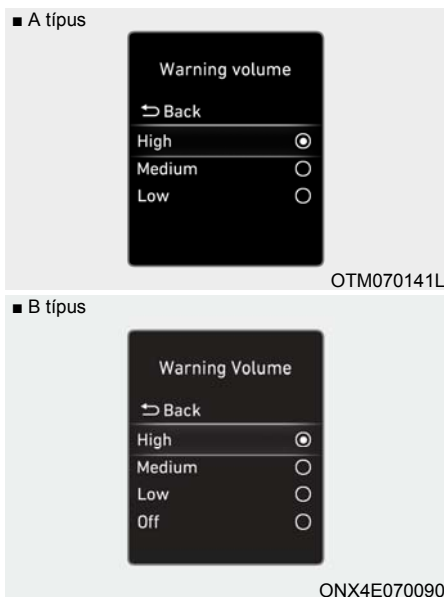 ■ A típus
Warning volume
⮌ Back
High
Medium
Low
OTM070141L
■ B típus
Warning Volume
⮌ Back
High
Medium
Low
Off
ONX4E070090